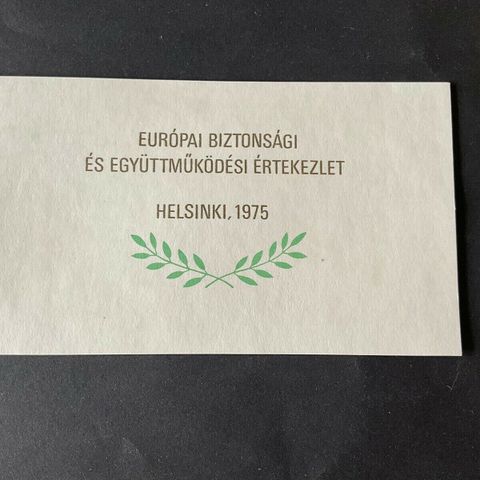 EURÓPAI BIZTONSÁGI
ÉS EGYÜTTMŰKÖDÉSI ÉRTEKEZLET
HELSINKI, 1975